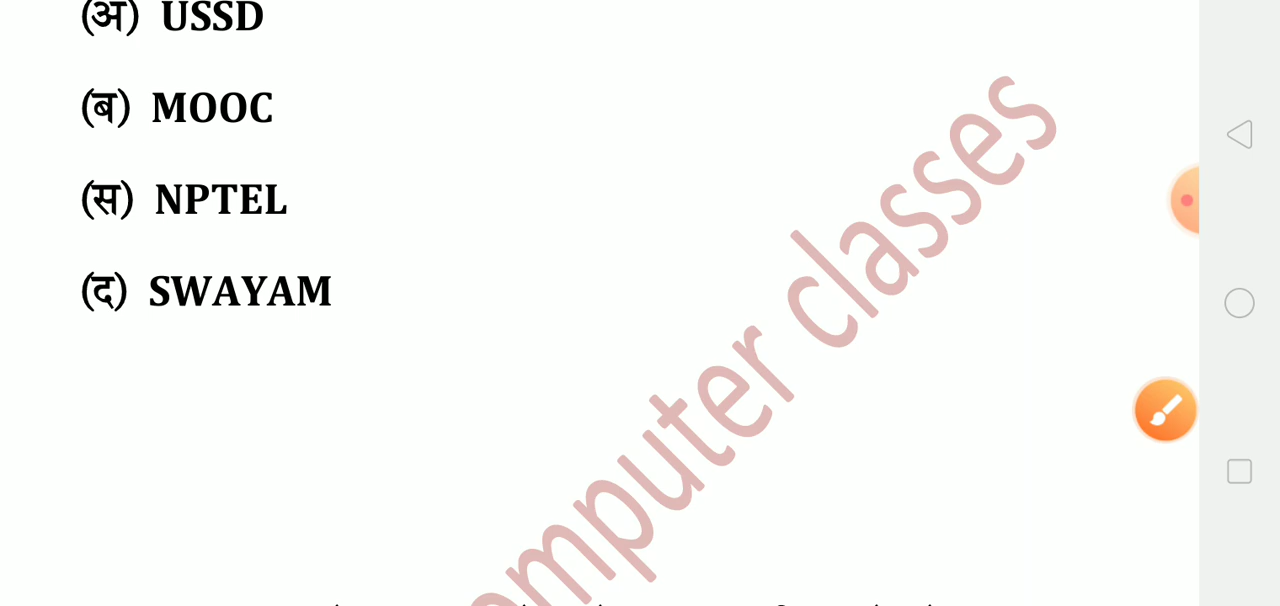 (अ) USSD
(ब) MOOC
(स) NPTEL
(द) SWAYAM
computer classes